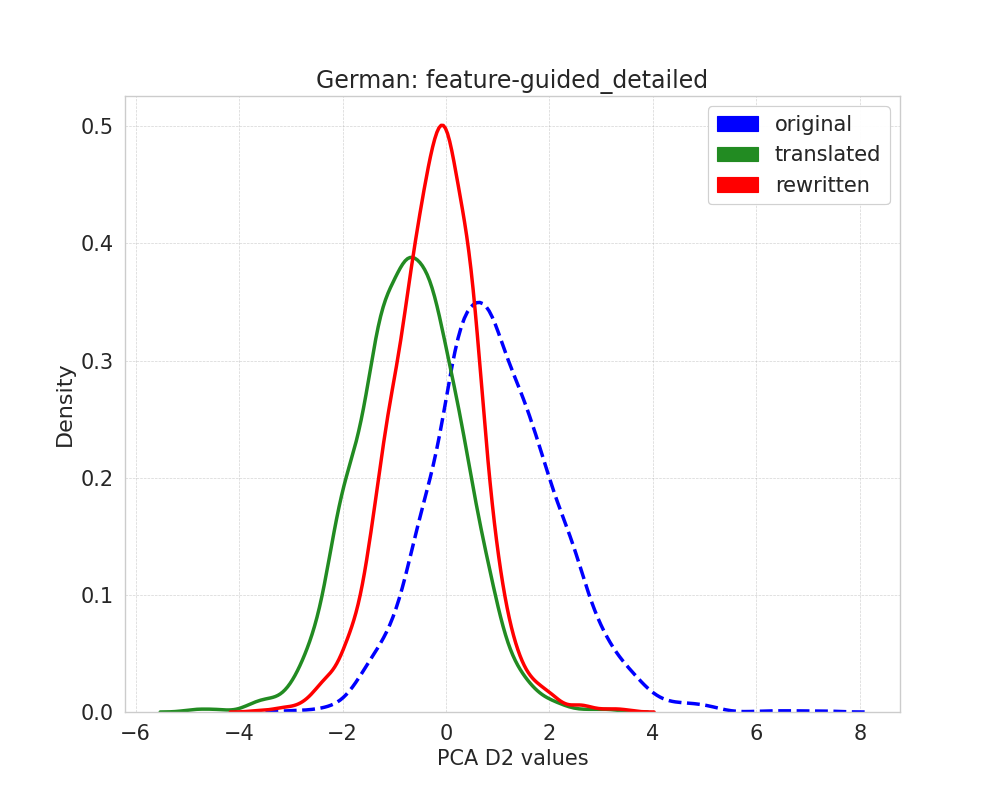 German: feature-guided_detailed
original
translated
rewritten
0.5
0.4
0.3
0.2
0.1
0.0
Density
−6
−4
−2
0
2
4
6
8
PCA D2 values